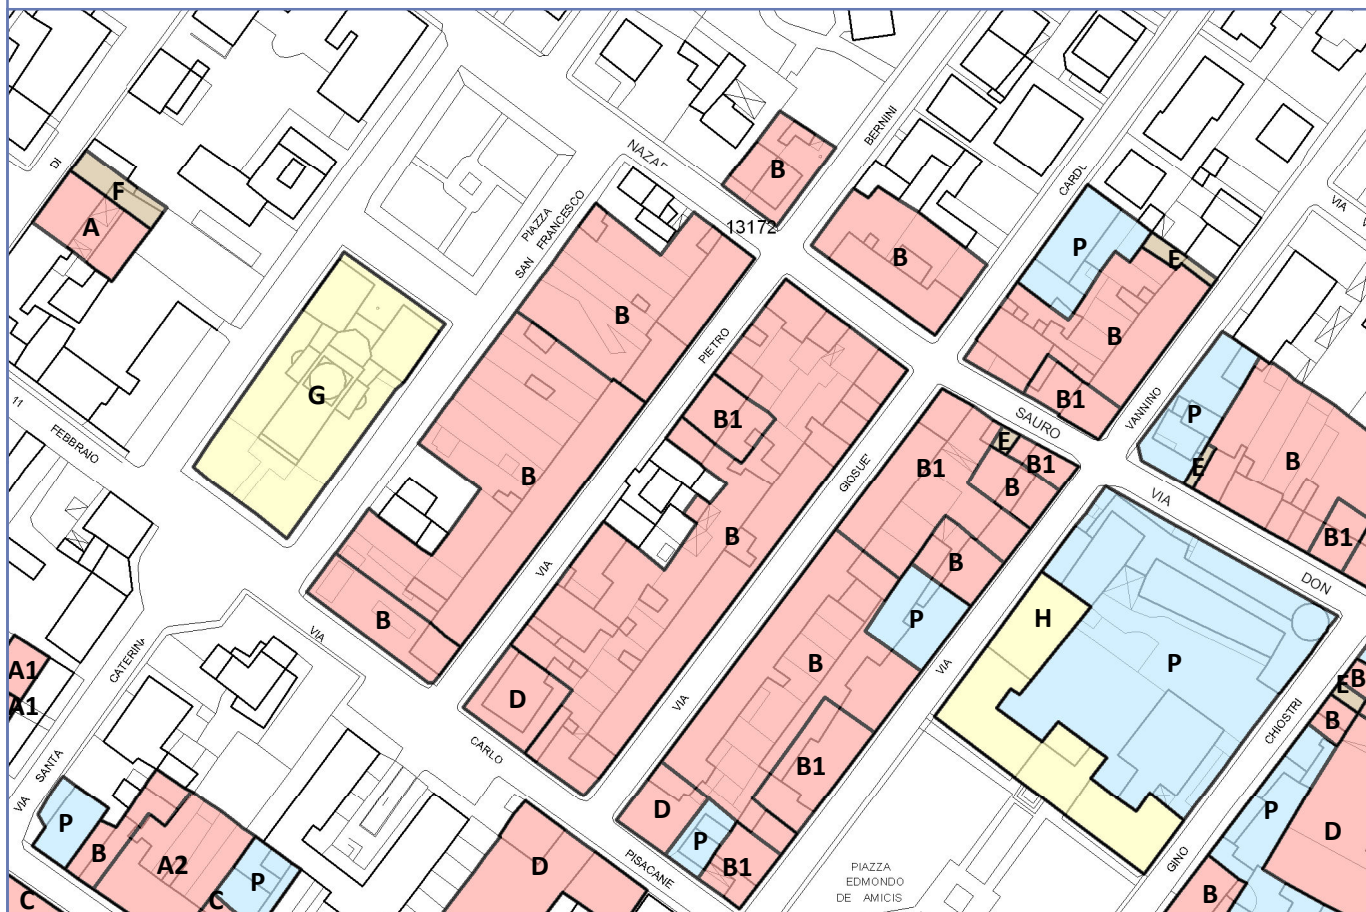 DI
F
A
11
FEBBRAIO
G
PIAZZA
SAN FRANCESCO
B
B
B
VIA
VIA
PIETRO
NAZAR
B
13172
BERNINI
B
CARDU
P
E
B
B1
VIA
VANNINO
P
E
B
B1
B1
D
B
VIA
CARLO
GIOSUE'
SAURO
B1
E
B1
B
B
P
B
B1
D
P
B1
PISACANE
VIA
VIA
DON
H
P
CHIOSTRI
GINO
E
B
B
P
D
B
PIAZZA
EDMONDO
DE AMICIS
A1
A1
CATERINA
SANTA
VIA
P
B
A2
C
C
P
D